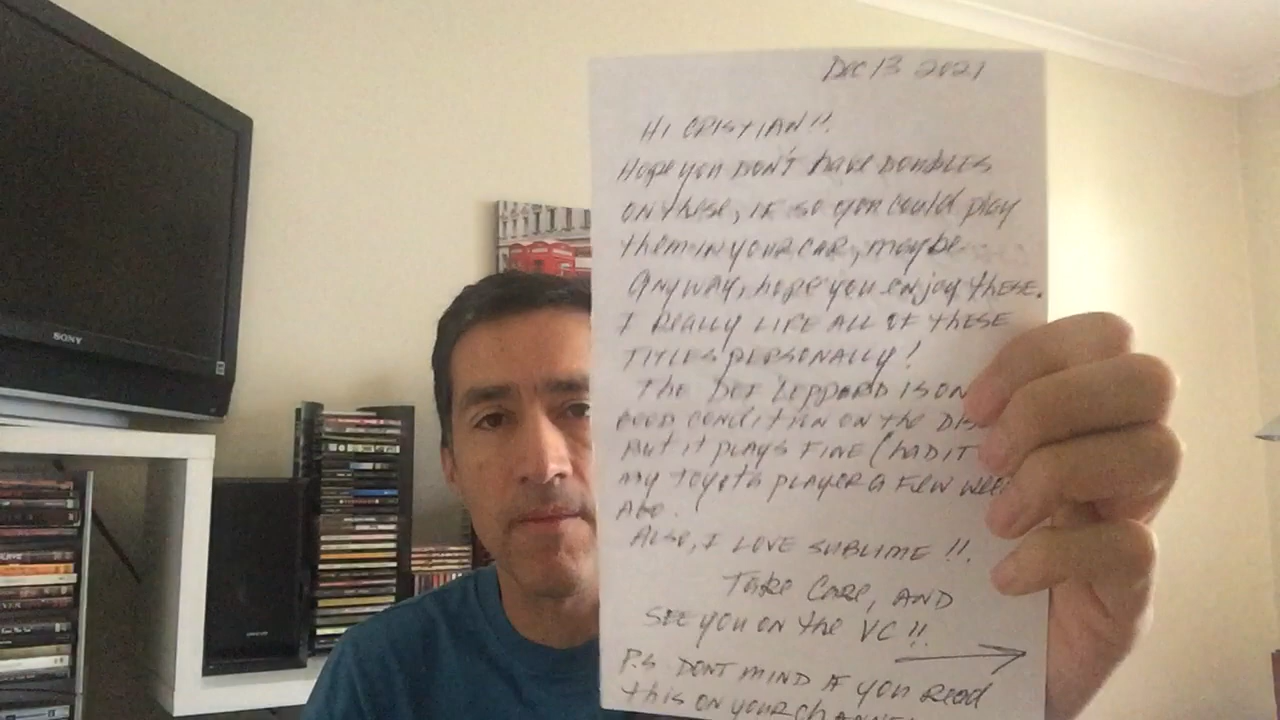 SONY
Dec 13 2021
Hi CRISTIAN!!
Hope you DON'T have DOUBLES
ON these, IF so you could play
them in YOUR CAR, maybe
Anyway, hope you enjoy these.
I REALLY LIKE ALL OF these
TITLES PERSONALLY!
The DEF LEPPARD IS ON
GOOD CONDITION ON the
But it plays FINE (HAD IT
my Toyota player a Few
AGO.
ALSO, I LOVE SUBLIME!!.
TAKE CARE, AND
SEE you ON the VC!!
P.S DONT MIND IF you READ
this ON YOUR CHANNEL